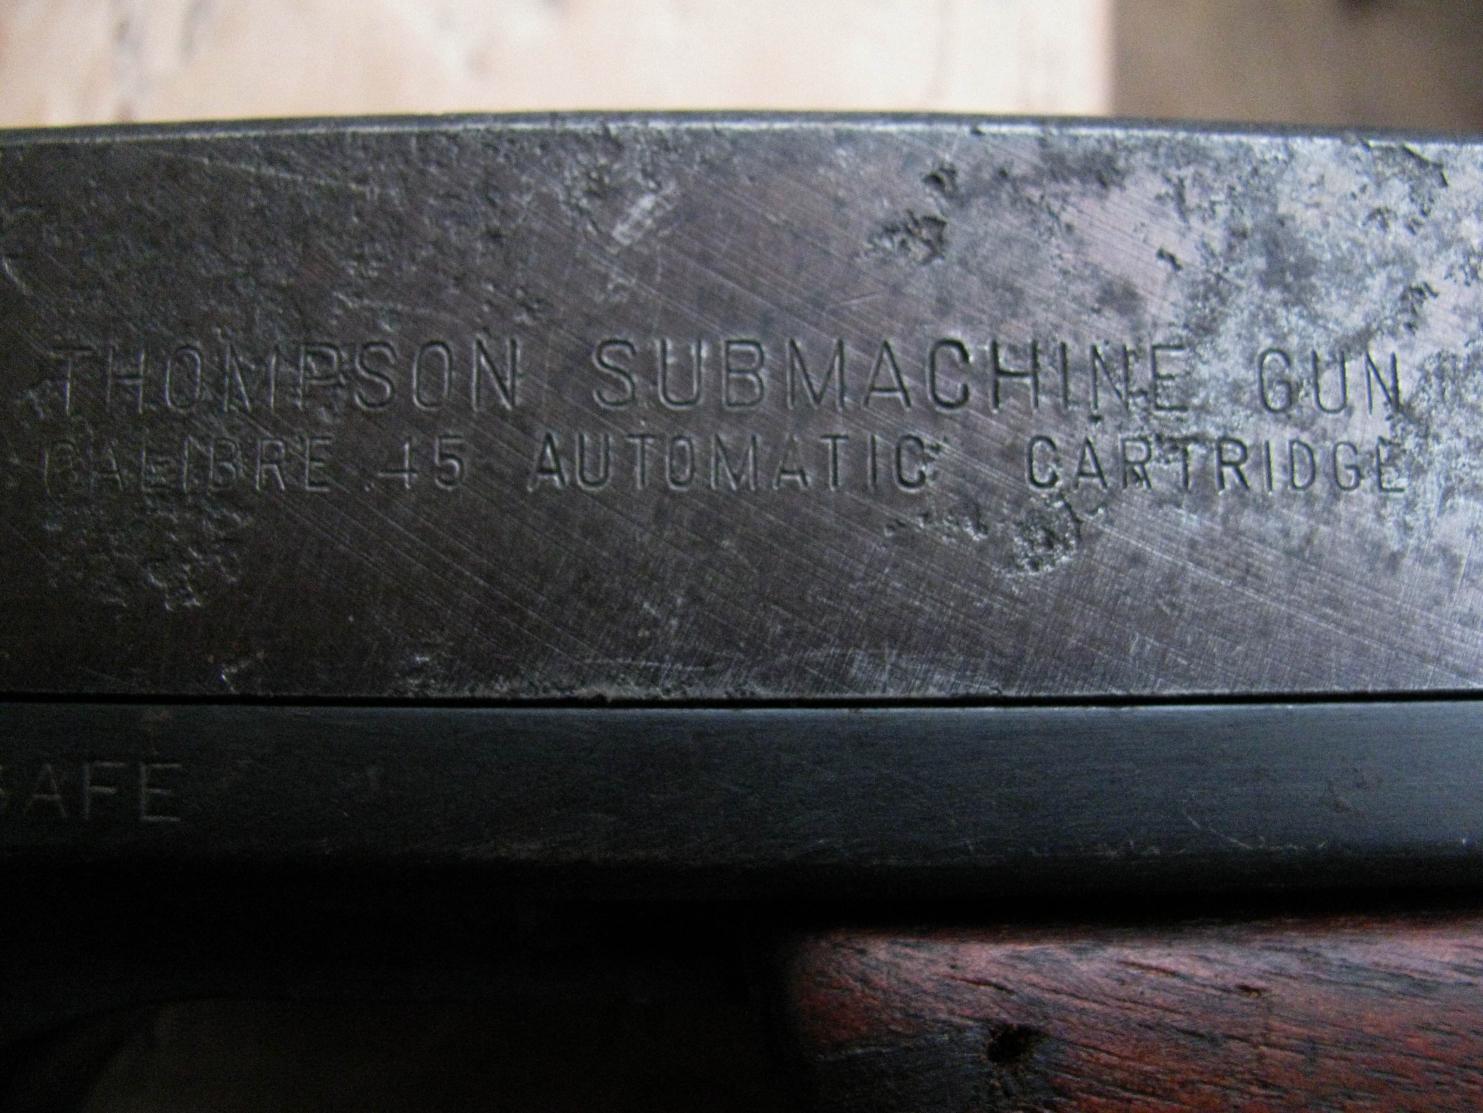 THOMPSON SUBMACHINE GUN
CALIBRE .45 AUTOMATIC CARTRIDGE
SAFE